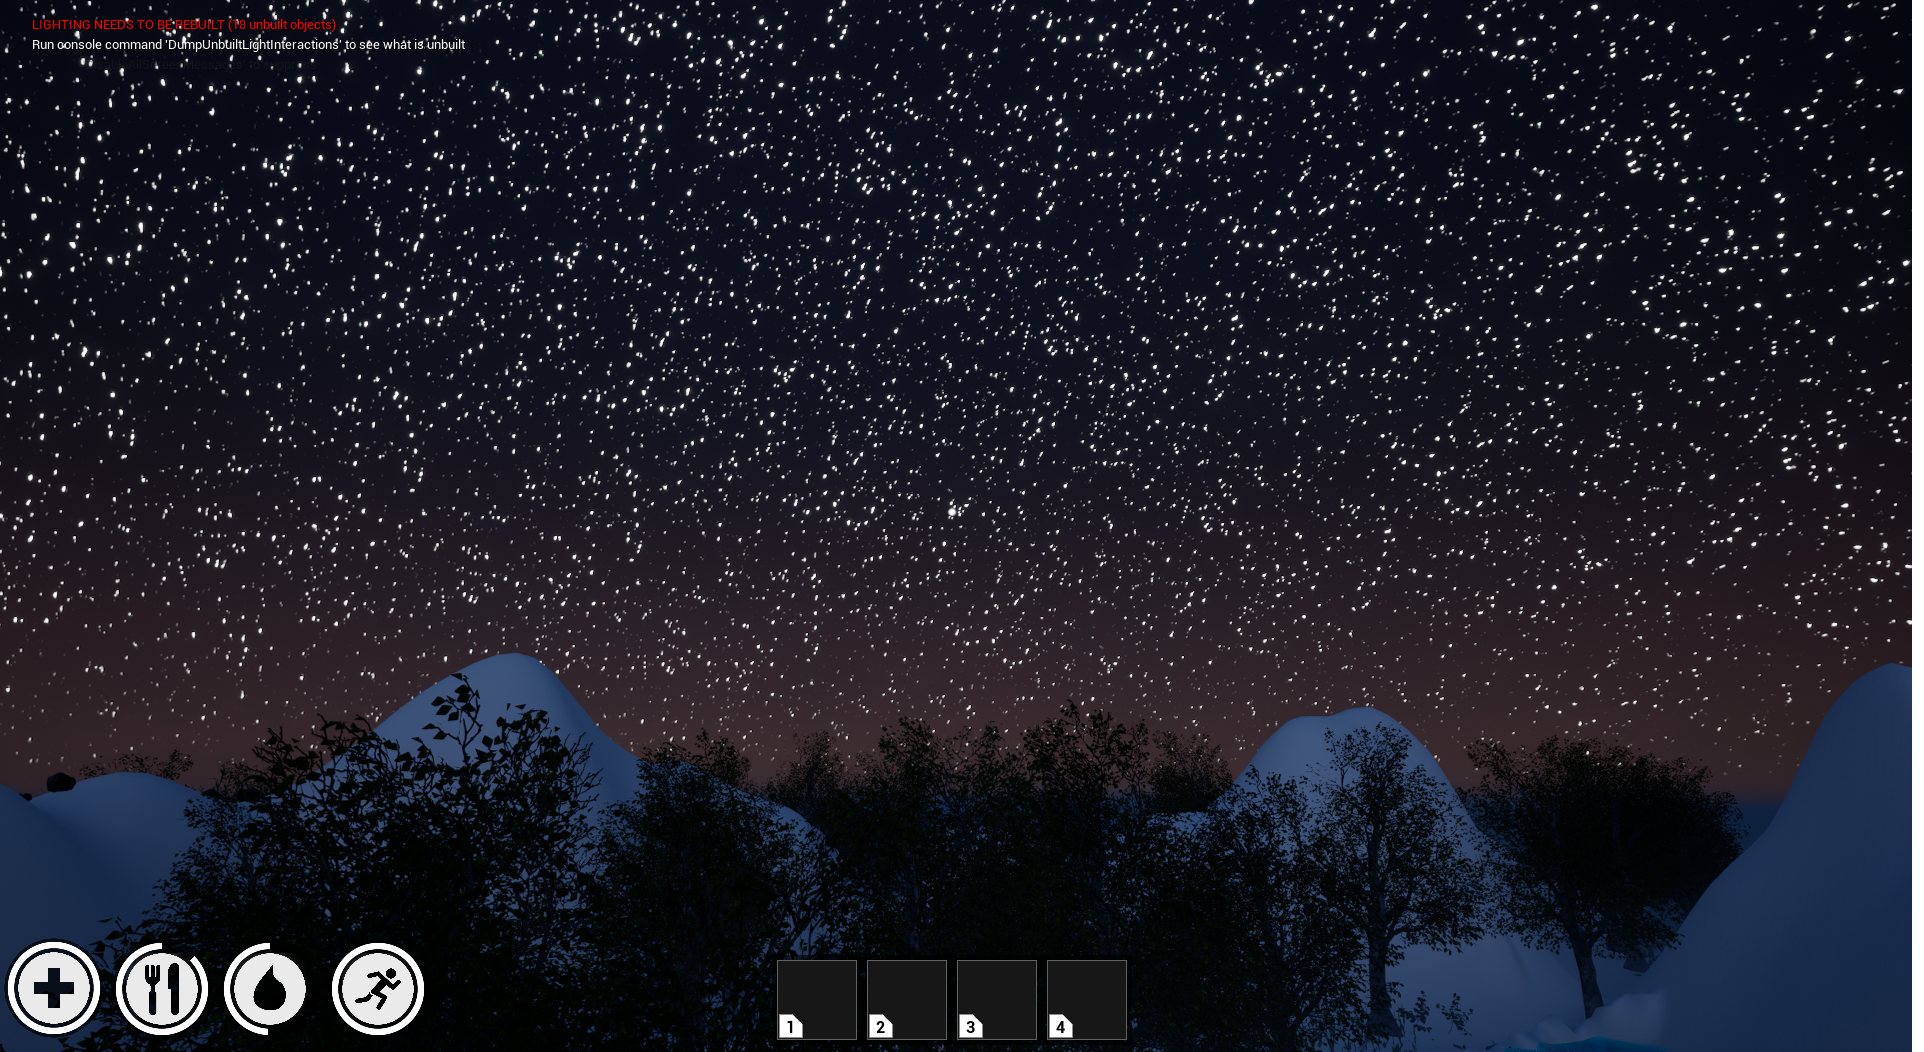 LIGHTING NEEDS TO BE REBUILT (18 unbuilt objects)
Run console command 'DumpUnbuiltLightInteractions' to see what is unbuilt
1
2
3
4